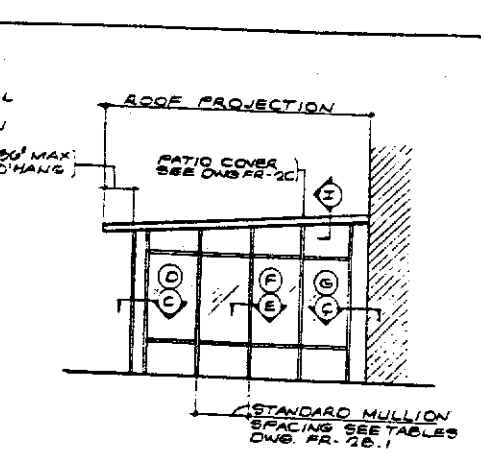 ROOF PROJECTION
36" MAX
O'HANG
PATIO COVER
SEE DWG FR-2C
I
D
C
F
E
G
C
STANDARD MULLION
SPACING SEE TABLES
DWG. FR-2B.1